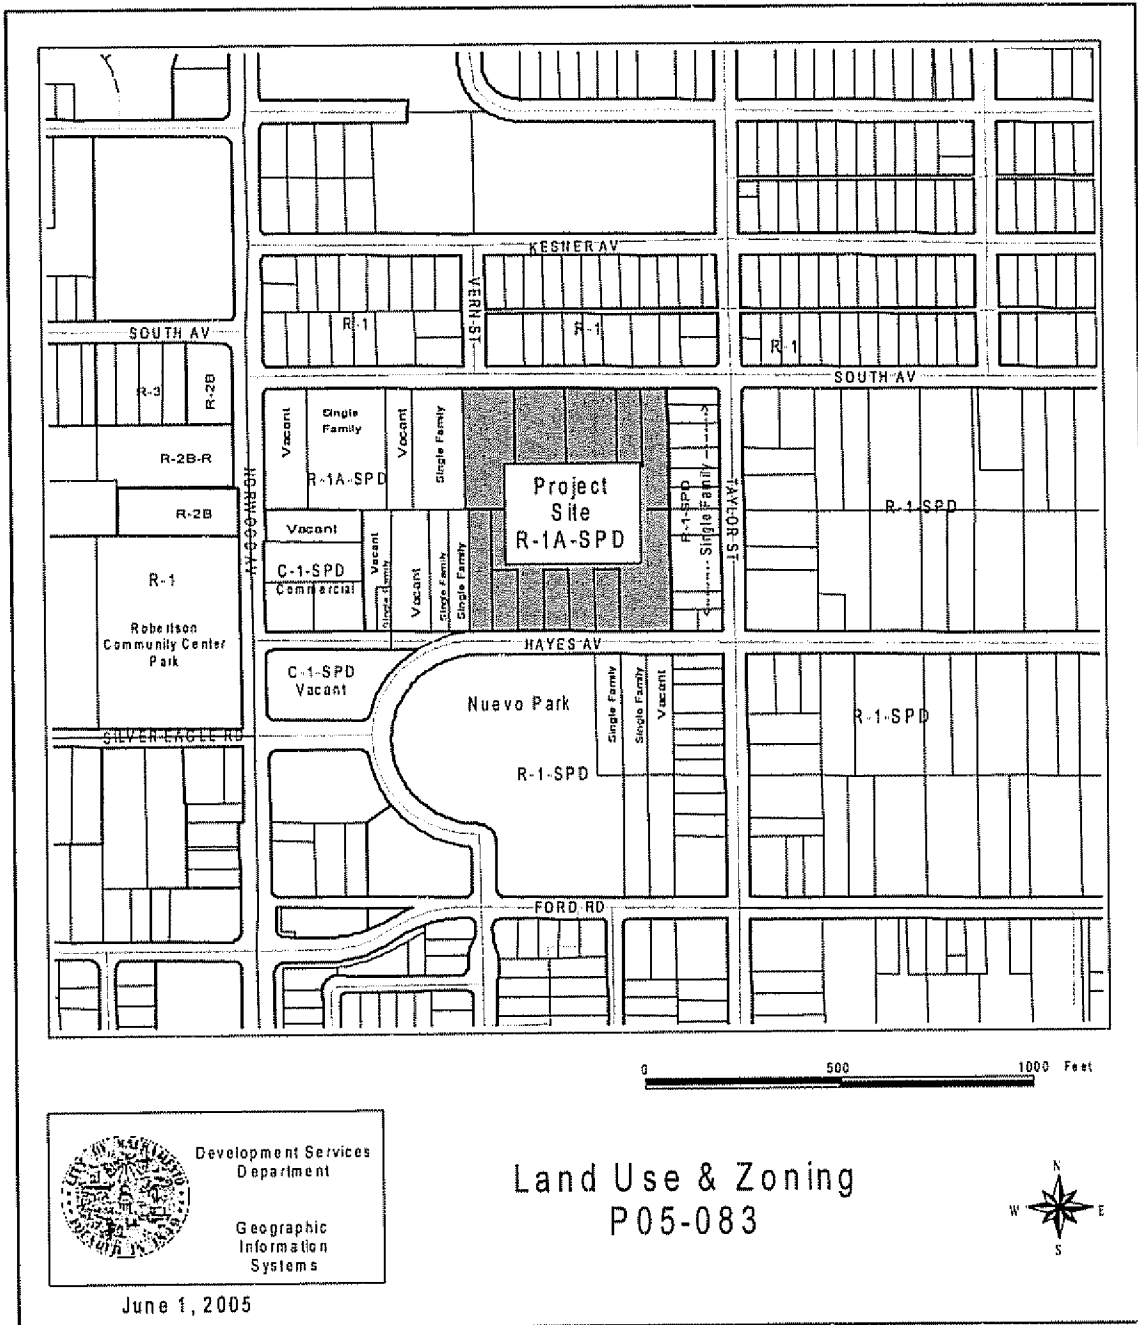 KESNER AV
VERN ST
R-1
R-1
R-1
SOUTH AV
SOUTH AV
R-3
R-2B
R-2B-R
R-2B
NORWOOD AV
Vacant
Single
Family
Vacant
Single Family
R-1A-SPD
Project
Site
R-1A-SPD
R-1-SPD
Single Family
TAYLOR ST
R-1-SPD
Vacant
C-1-SPD
Commercial
Vacant
Single Family
Vacant
Single Family
Single Family
R-1
Robertson
Community Center
Park
HAYES AV
C-1-SPD
Vacant
Nuevo Park
Single Family
Single Family
Vacant
R-1-SPD
R-1-SPD
SILVER EAGLE RD
FORD RD
0 500 1000 Feet
Development Services
Department
Geographic
Information
Systems
Land Use & Zoning
P05-083
N
W E
S
June 1, 2005